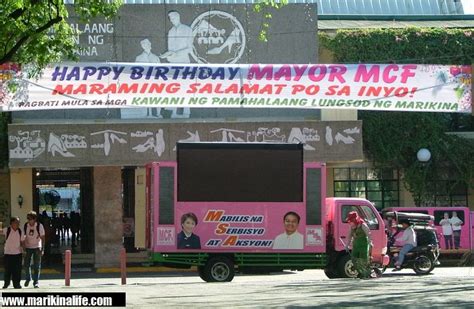 HAPPY BIRTHDAY MAYOR MCF
MARAMING SALAMAT PO SA INYO!
PAGBATI MULA SA MGA KAWANI NG PAMAHALAANG LUNGSOD NG MARIKINA
MCF
MABILIS NA
SERBISYO
AT AKSYON!
www.marikinalife.com